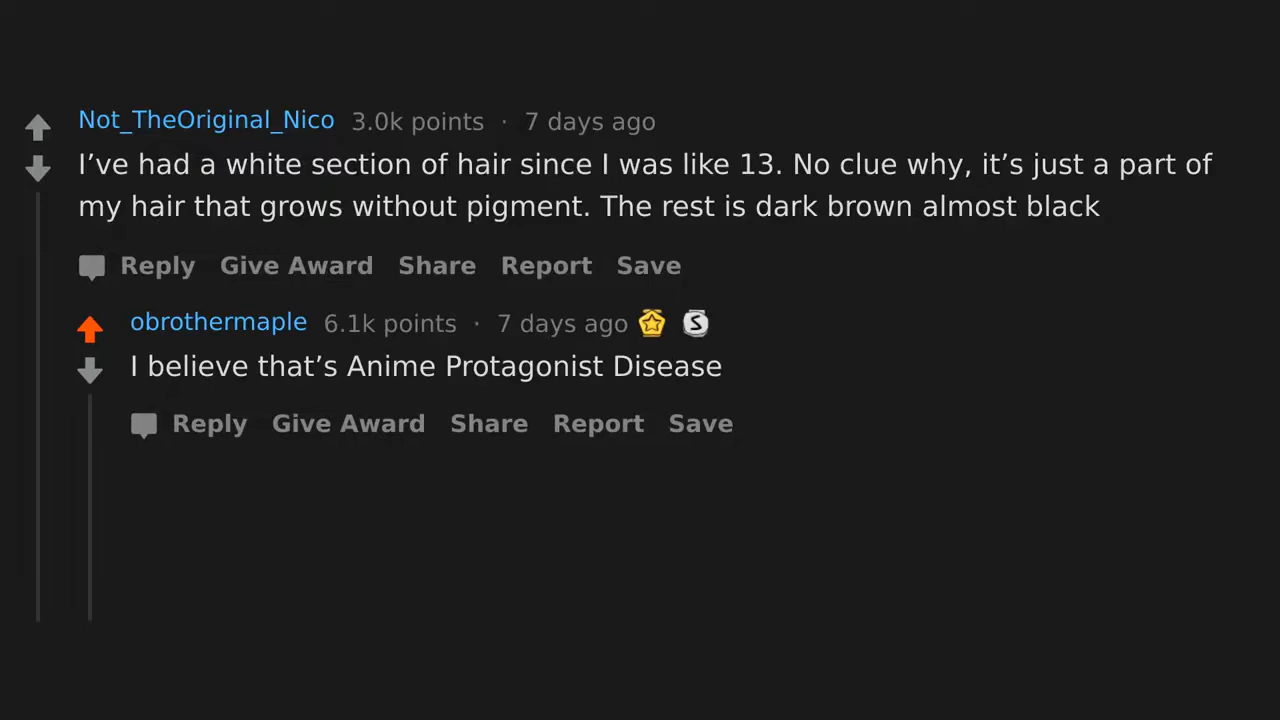 Not_TheOriginal_Nico 3.0k points · 7 days ago
I’ve had a white section of hair since I was like 13. No clue why, it’s just a part of
my hair that grows without pigment. The rest is dark brown almost black
Reply Give Award Share Report Save
obrothermaple 6.1k points · 7 days ago S
I believe that’s Anime Protagonist Disease
Reply Give Award Share Report Save